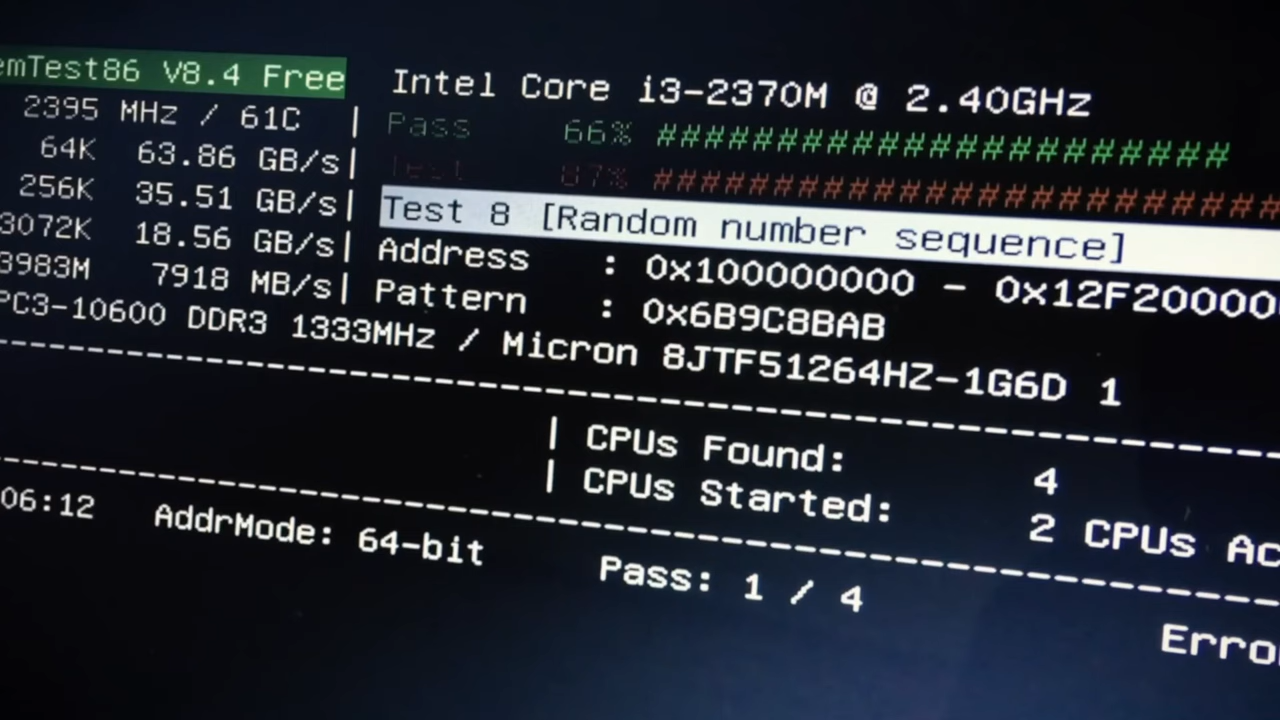 emTest86 V8.4 Free
Intel Core i3-2370M @ 2.40GHz
2395 MHz / 61C |
Pass 66% ########################
64K 63.86 GB/s|
Test 87% ##########################
256K 35.51 GB/s|
Test 8 [Random number sequence]
3072K 18.56 GB/s|
Address : 0x100000000 - 0x12F20000
3983M 7918 MB/s|
Pattern : 0x6B9C8BAB
PC3-10600 DDR3 1333MHz / Micron 8JTF51264HZ-1G6D 1
| CPUs Found: 4
| CPUs Started: 2 CPUs Ac
06:12 AddrMode: 64-bit Pass: 1 / 4 Erro